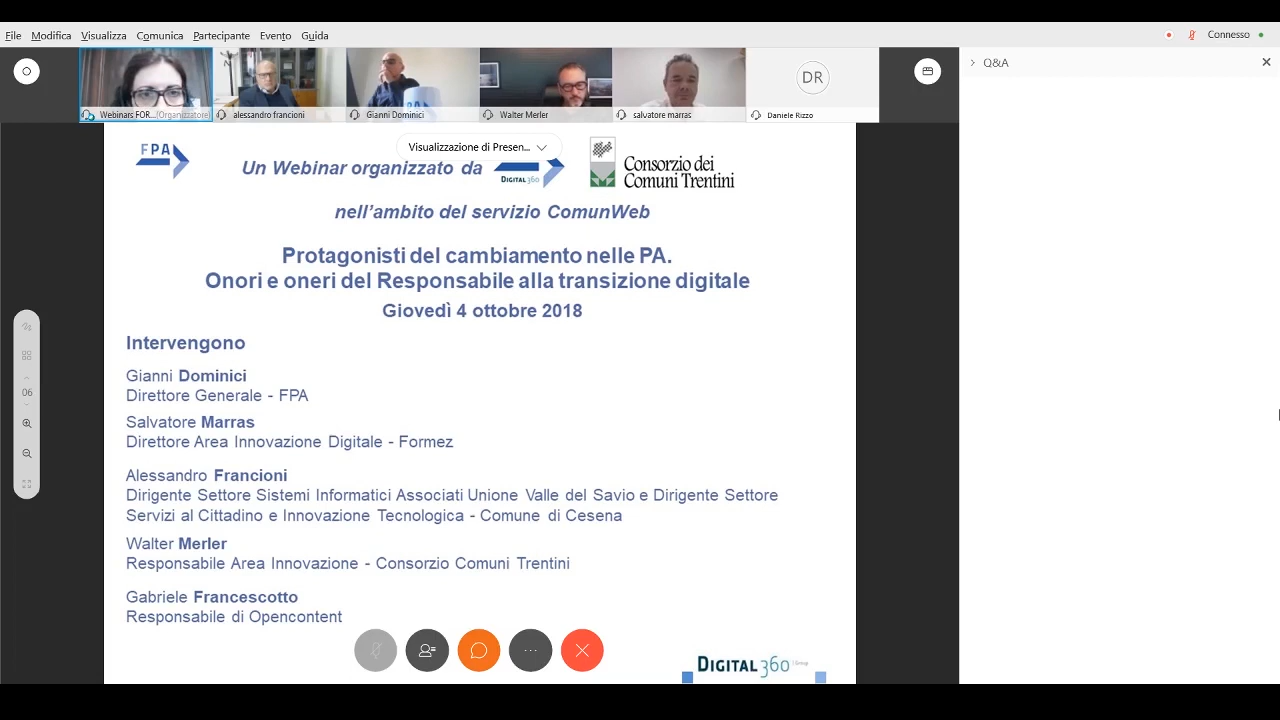 File Modifica Visualizza Comunica Partecipante Evento Guida
Connesso
Q&A
Webinars FOR... (Organizzatore)
alessandro francioni
Gianni Dominici
Walter Merler
salvatore marras
DR
Daniele Rizzo
Visualizzazione di Presen...
FPA
Un Webinar organizzato da
DIGITAL360
Consorzio dei
Comuni Trentini
nell'ambito del servizio ComunWeb
Protagonisti del cambiamento nelle PA.
Onori e oneri del Responsabile alla transizione digitale
Giovedì 4 ottobre 2018
Intervengono
Gianni Dominici
Direttore Generale - FPA
Salvatore Marras
Direttore Area Innovazione Digitale - Formez
Alessandro Francioni
Dirigente Settore Sistemi Informatici Associati Unione Valle del Savio e Dirigente Settore
Servizi al Cittadino e Innovazione Tecnologica - Comune di Cesena
Walter Merler
Responsabile Area Innovazione - Consorzio Comuni Trentini
Gabriele Francescotto
Responsabile di Opencontent
06
DIGITAL360